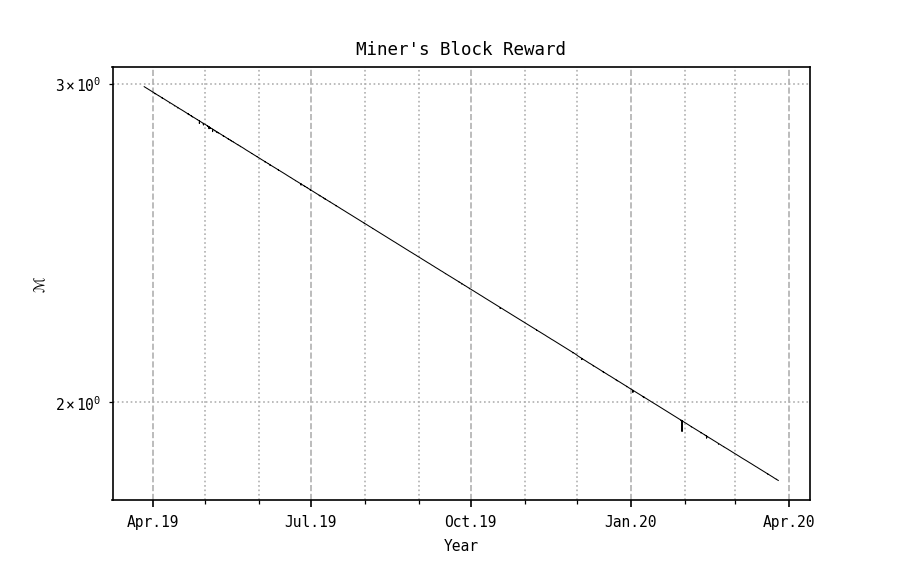 Miner's Block Reward
3×10⁰
ℳ
2×10⁰
Apr.19 Jul.19 Oct.19 Jan.20 Apr.20
Year